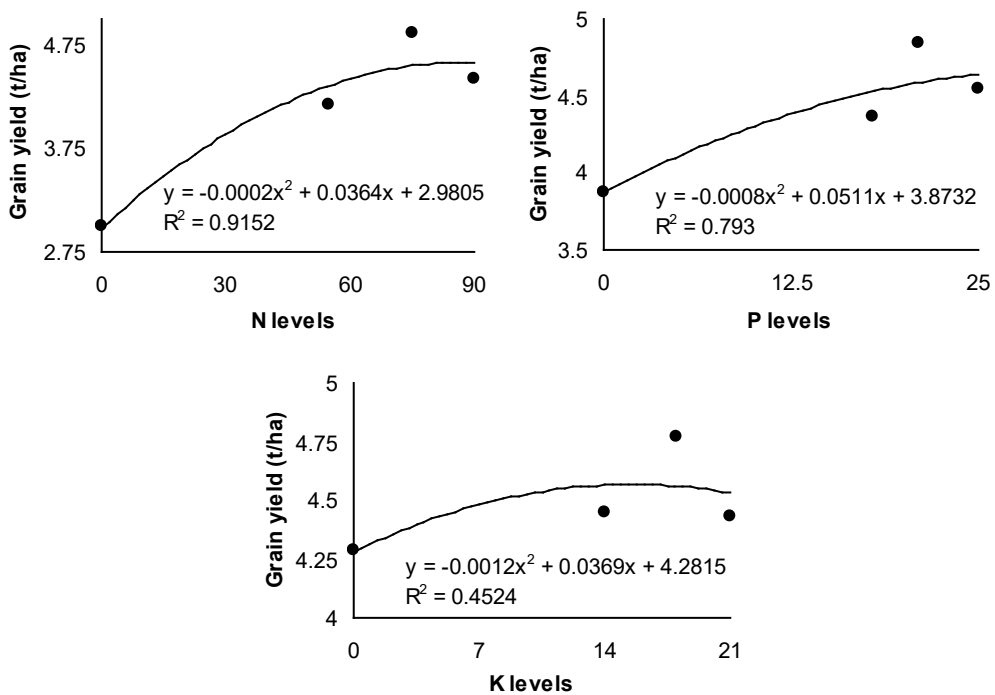 Grain yield (t/ha)
4.75
3.75
2.75
y = -0.0002x² + 0.0364x + 2.9805
R² = 0.9152
0 30 60 90
N levels
Grain yield (t/ha)
5
4.5
4
3.5
y = -0.0008x² + 0.0511x + 3.8732
R² = 0.793
0 12.5 25
P levels
Grain yield (t/ha)
5
4.75
4.5
4.25
4
y = -0.0012x² + 0.0369x + 4.2815
R² = 0.4524
0 7 14 21
K levels